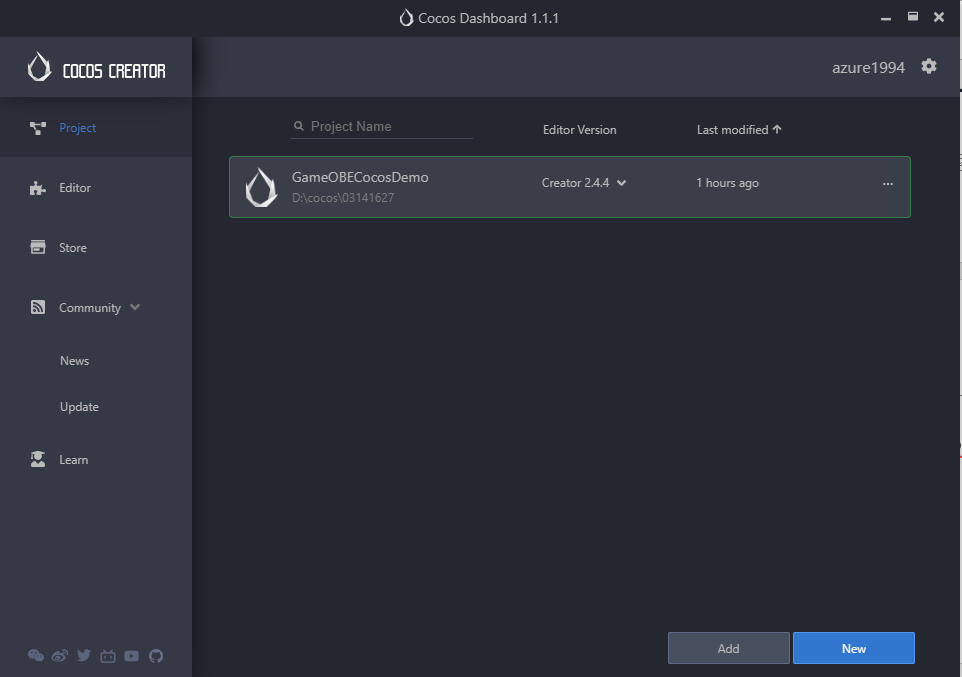 Cocos Dashboard 1.1.1
COCOS CREATOR
azure1994
Project
Editor
Store
Community
News
Update
Learn
Project Name
Editor Version
Last modified
GameOBECocosDemo
D:\cocos\03141627
Creator 2.4.4
1 hours ago
...
Add
New